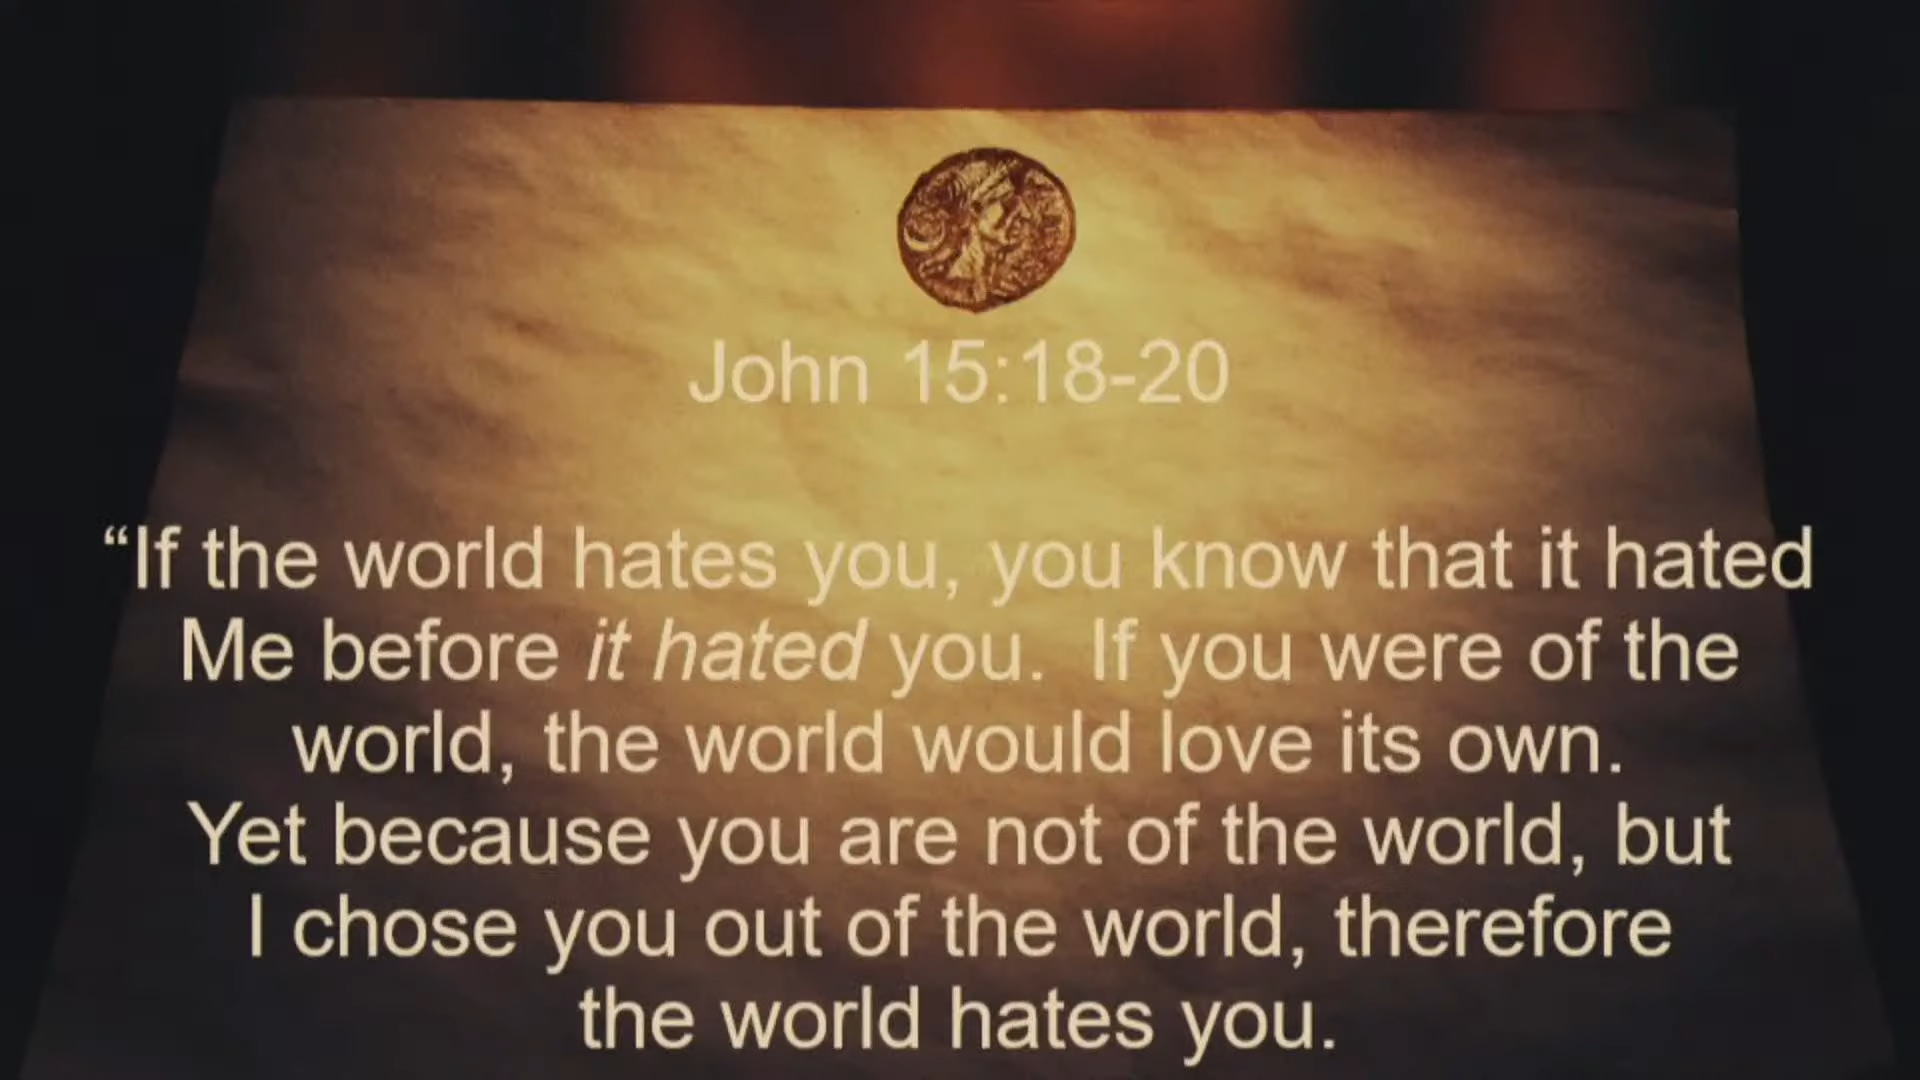 John 15:18-20
“If the world hates you, you know that it hated
Me before it hated you.  If you were of the
world, the world would love its own.
Yet because you are not of the world, but
I chose you out of the world, therefore
the world hates you.